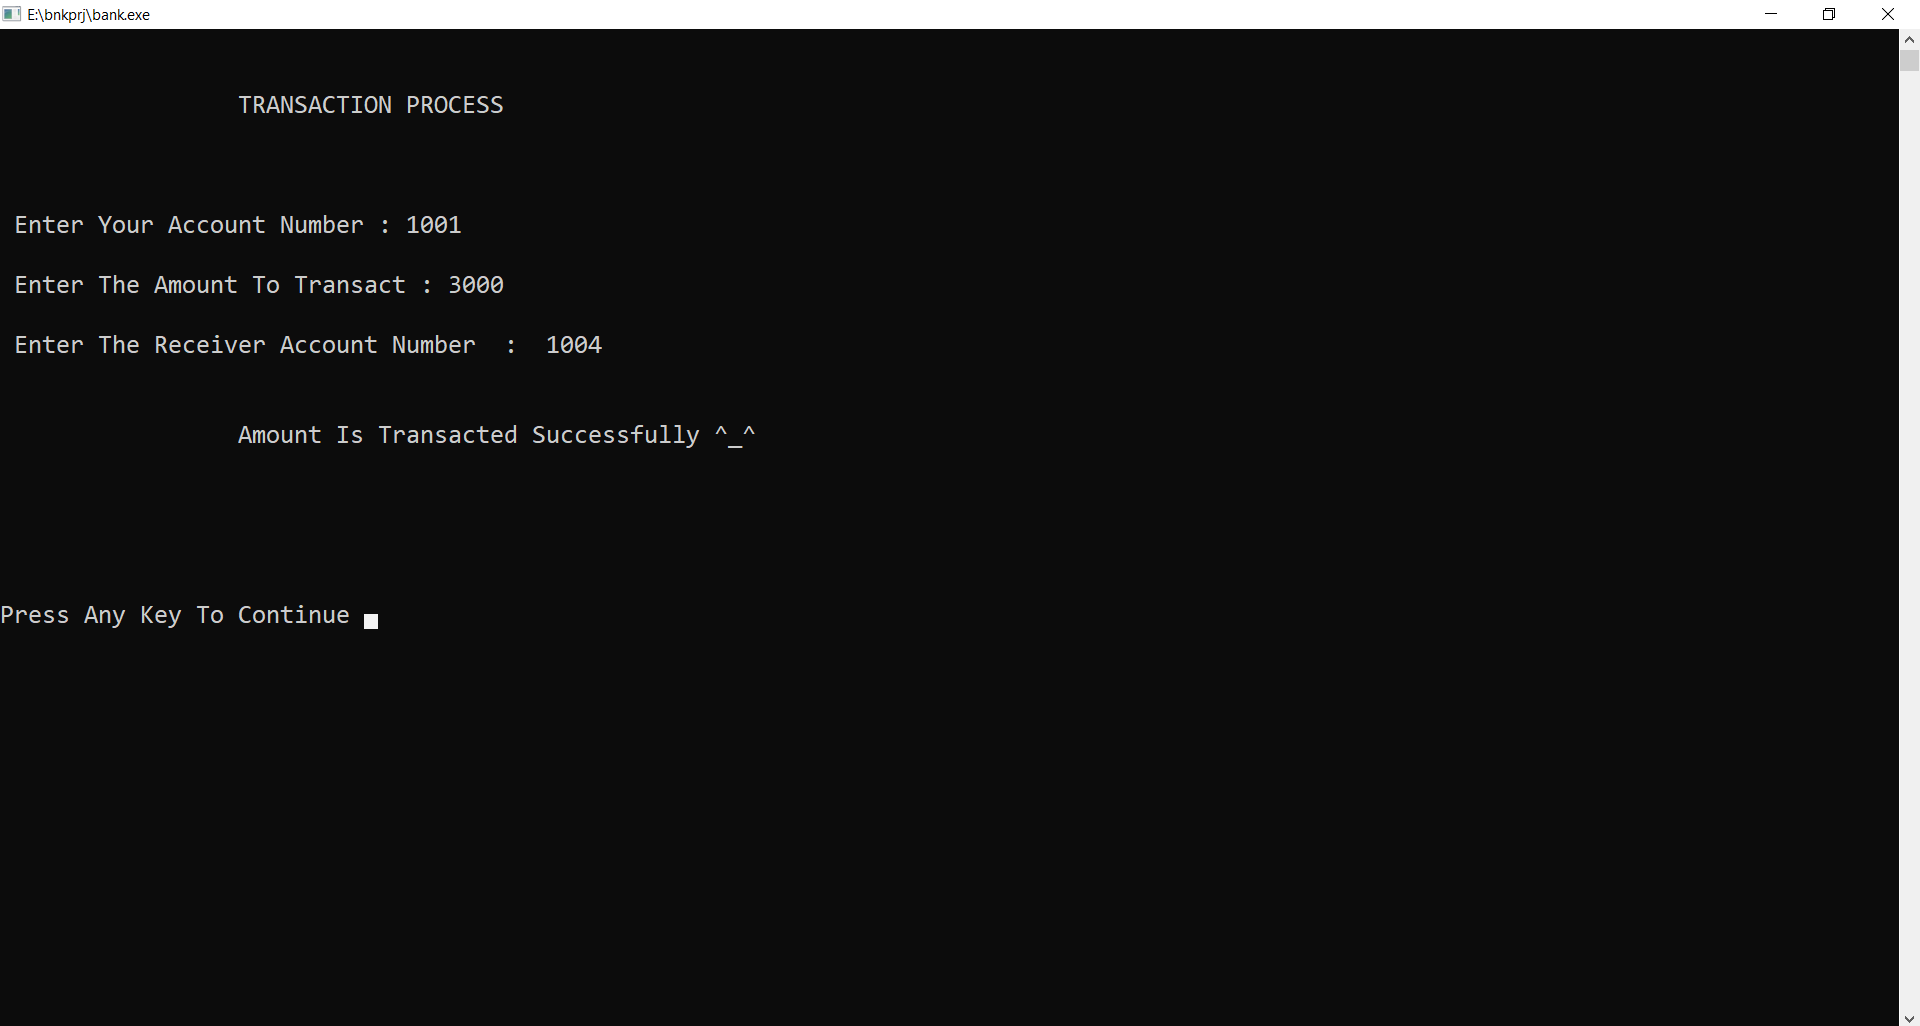 E:\bnkprj\bank.exe
TRANSACTION PROCESS
Enter Your Account Number : 1001
Enter The Amount To Transact : 3000
Enter The Receiver Account Number  :  1004
Amount Is Transacted Successfully ^_^
Press Any Key To Continue